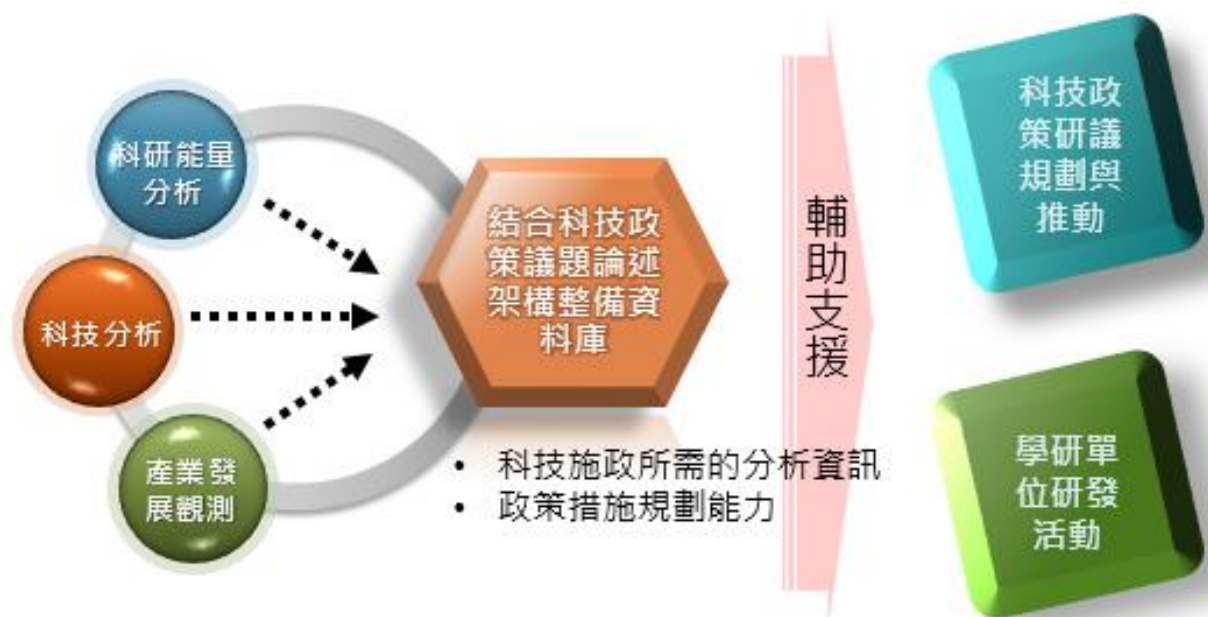 科研能量
分析
科技分析
產業發
展觀測
結合科技政
策議題論述
架構整備資
料庫
• 科技施政所需的分析資訊
• 政策措施規劃能力
輔助支援
科技政
策研議
規劃與
推動
學研單
位研發
活動